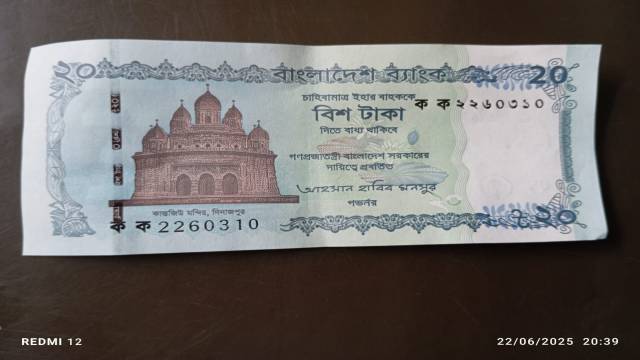 ২০ বাংলাদেশ ব্যাংক 20
চাহিবামাত্র ইহার বাহককে
ক ক ২২৬০৩১০
বিশ টাকা
দিতে বাধ্য থাকিবে
গণপ্রজাতন্ত্রী বাংলাদেশ সরকারের
দায়িত্বে প্রবর্তিত
আহসান হাবিব মনসুর
গভর্নর
কান্তজিউ মন্দির, দিনাজপুর
২০
ক ক 2260310
REDMI 12
22/06/2025 20:39